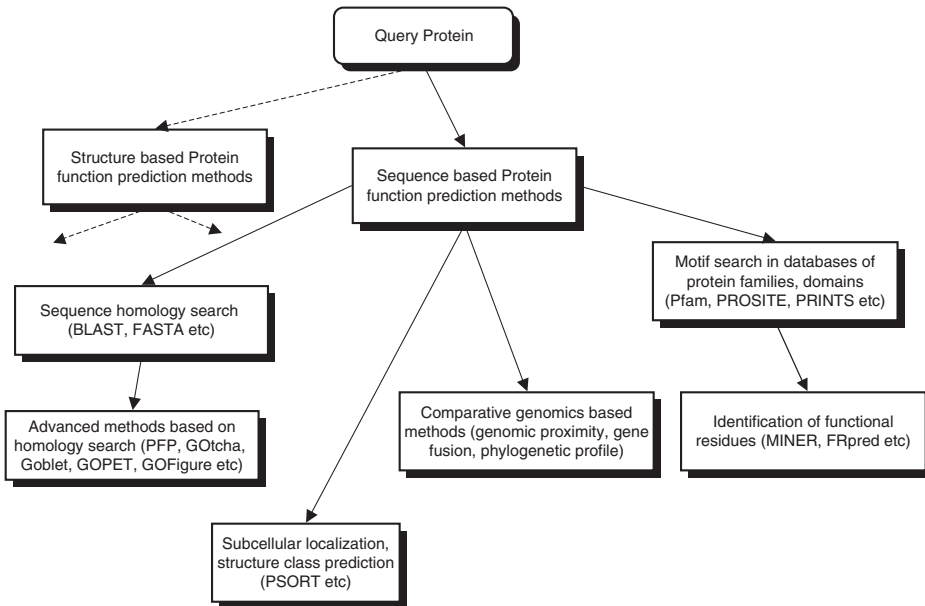 Query Protein
Structure based Protein
function prediction methods
Sequence based Protein
function prediction methods
Motif search in databases of
protein families, domains
(Pfam, PROSITE, PRINTS etc)
Sequence homology search
(BLAST, FASTA etc)
Advanced methods based on
homology search (PFP, GOtcha,
Goblet, GOPET, GOFigure etc)
Comparative genomics based
methods (genomic proximity, gene
fusion, phylogenetic profile)
Identification of functional
residues (MINER, FRpred etc)
Subcellular localization,
structure class prediction
(PSORT etc)